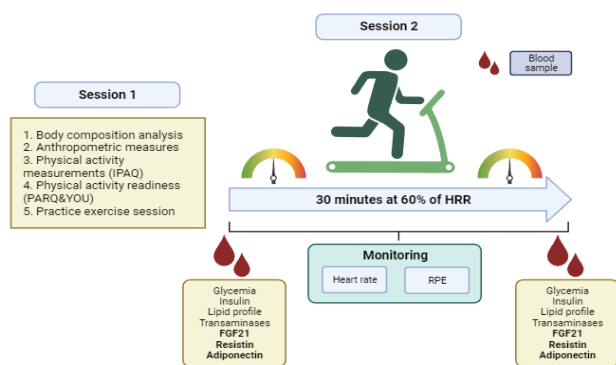 Session 2
Blood
sample
Session 1
1. Body composition analysis
2. Anthropometric measures
3. Physical activity
measurements (IPAQ)
4. Physical activity readiness
(PARQ&YOU)
5. Practice exercise session
30 minutes at 60% of HRR
Monitoring
Heart rate
RPE
Glycemia
Insulin
Lipid profile
Transaminases
FGF21
Resistin
Adiponectin
Glycemia
Insulin
Lipid profile
Transaminases
FGF21
Resistin
Adiponectin